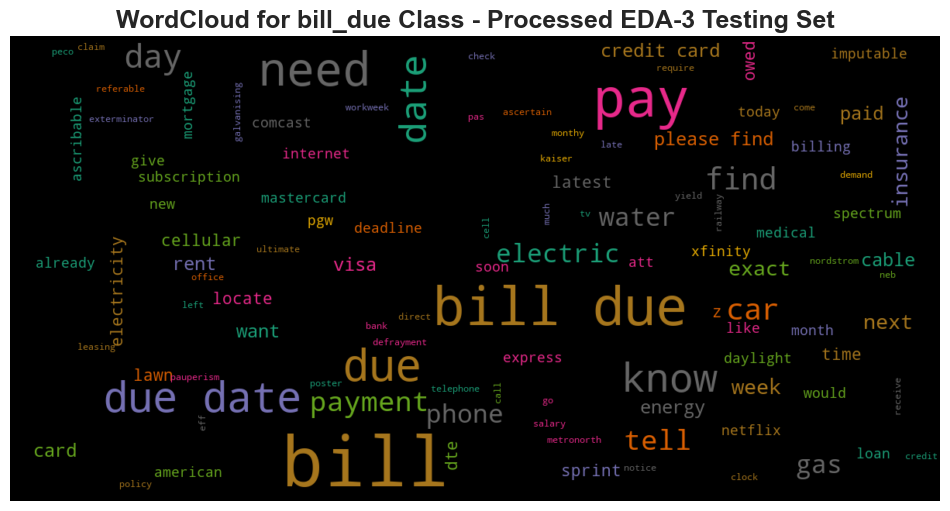 WordCloud for bill_due Class - Processed EDA-3 Testing Set
peco
claim
day
need
date
check
credit card
require
owed
imputable
referable
mortgage
galvanising
workweek
pay
ascribable
exterminator
comcast
pas
ascertain
today
come
paid
insurance
monthy
late
please find
billing
internet
give
subscription
kaiser
latest
find
demand
yield
new
mastercard
much
tv
water
railway
spectrum
pgw
deadline
cell
medical
cellular
ultimate
electric
xfinity
already
electricity
rent
office
visa
soon
att
exact
nordstrom
cable
neb
locate
left
bill due
z
car
want
direct
bank
like
month
next
defrayment
leasing
due
express
daylight
time
lawn
pauperism
poster
telephone
call
know
week
would
receive
due date
payment
phone
go
energy
eff
salary
metronorth
tell
netflix
card
bill
dte
loan
credit
american
policy
sprint
notice
clock
gas